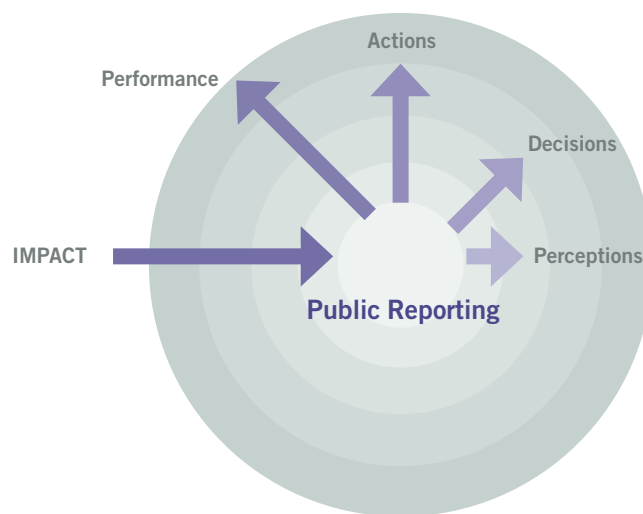 Actions
Performance
Decisions
IMPACT
Perceptions
Public Reporting